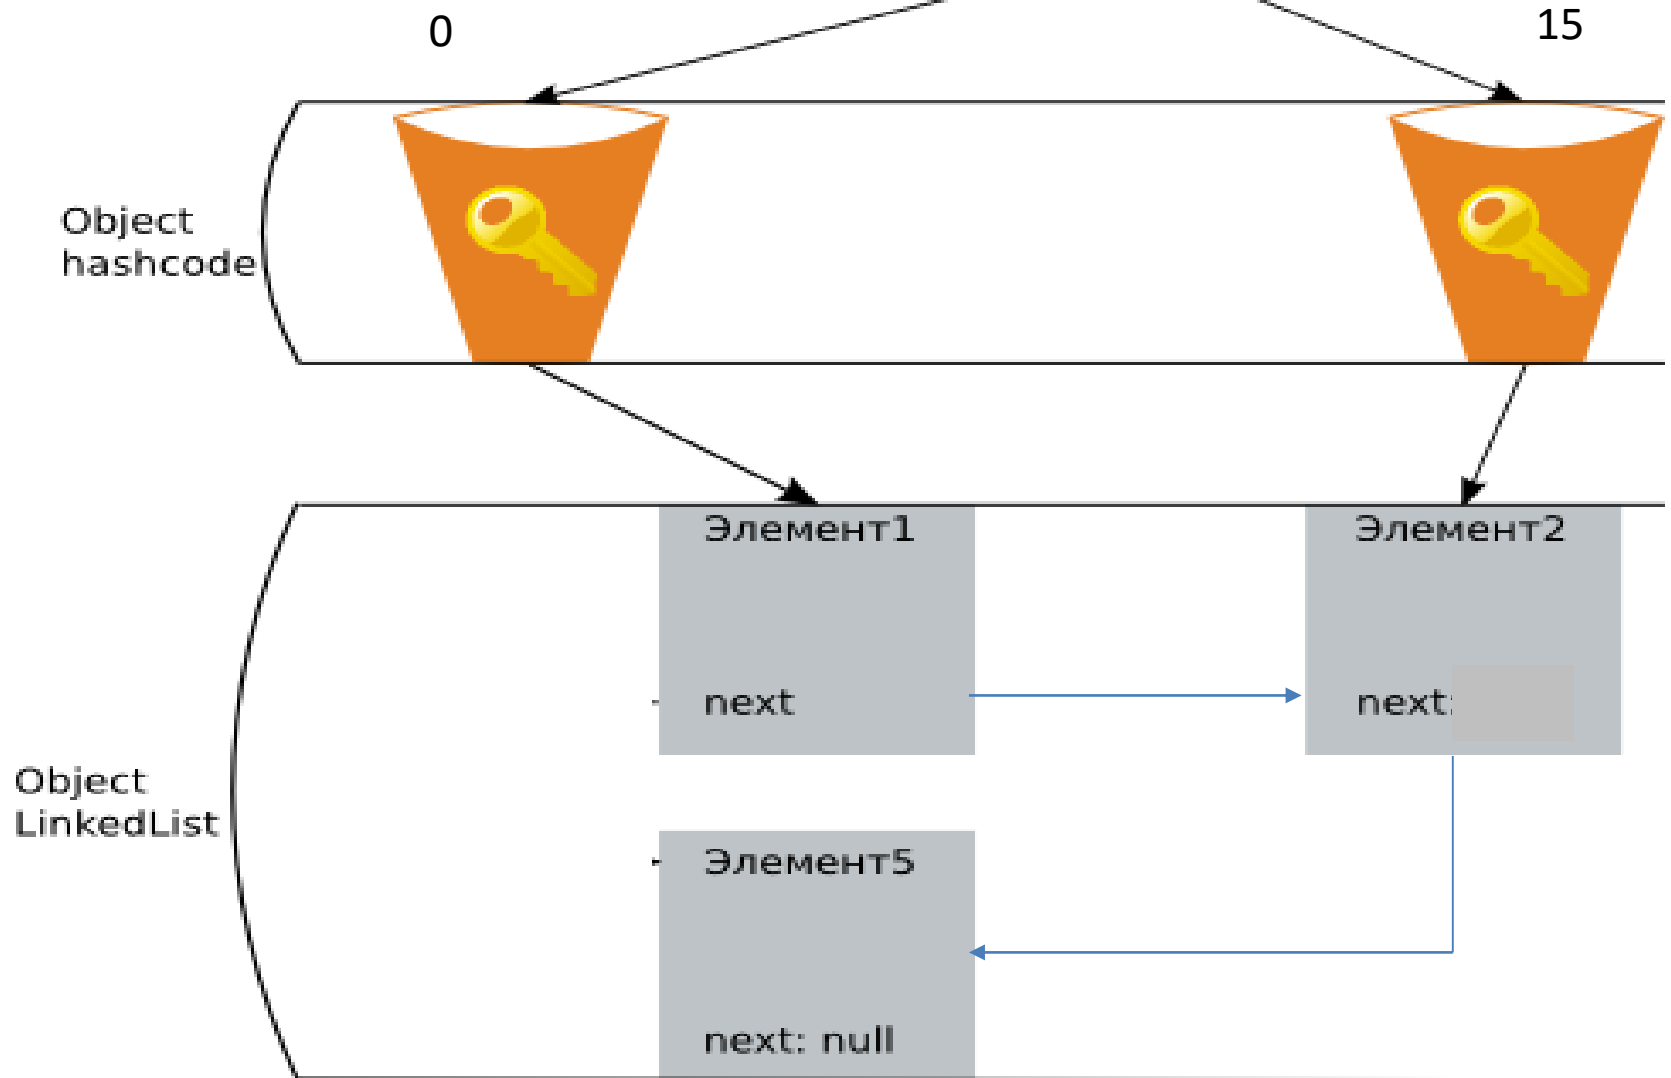 0
15
Object
hashcode
Элемент1
Элемент2
next
next:
Object
LinkedList
Элемент5
next: null